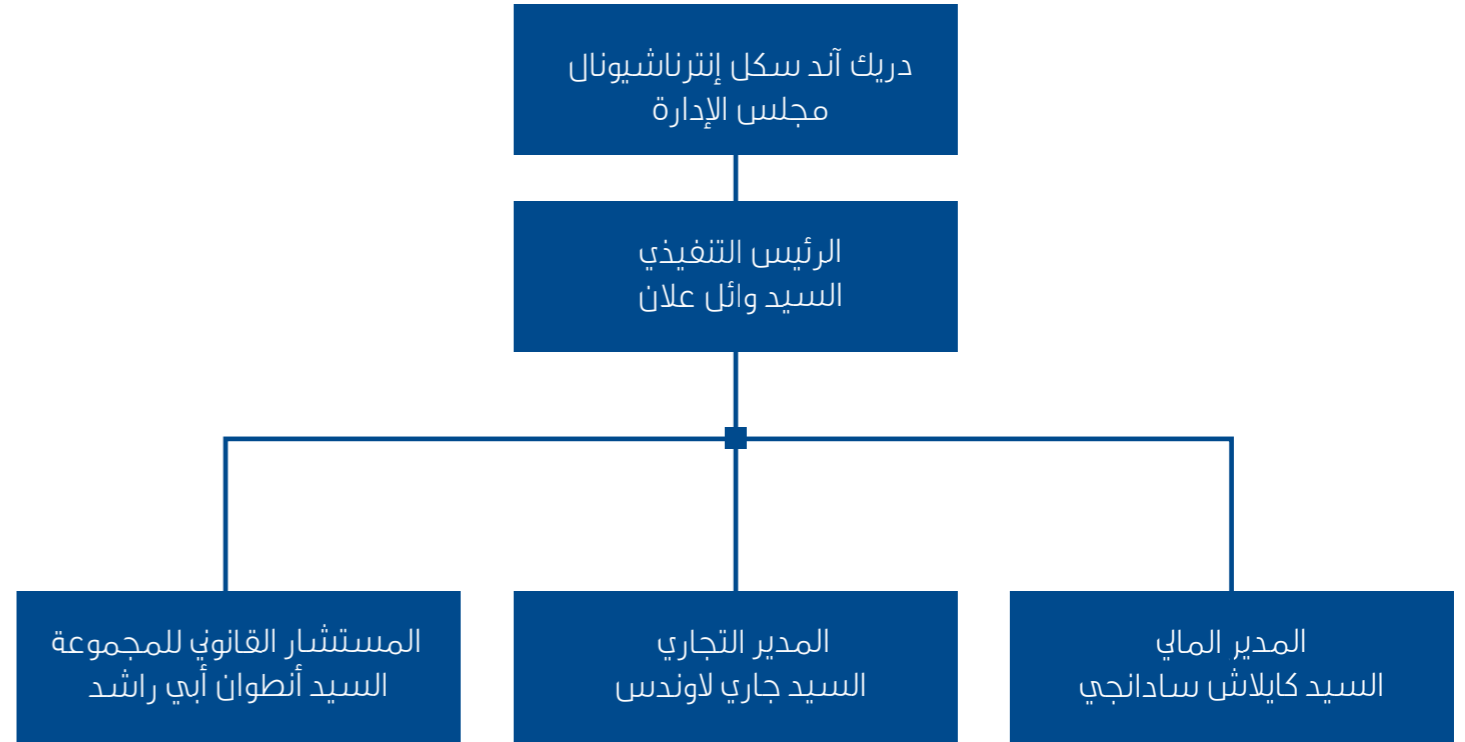 دريك آند سكل إنترناشيونال
مجلس الإدارة
الرئيس التنفيذي
السيد وائل علان
المدير المالي
السيد كايلاش سادانجي
المدير التجاري
السيد جاري لاوندس
المستشار القانوني للمجموعة
السيد أنطوان أبي راشد